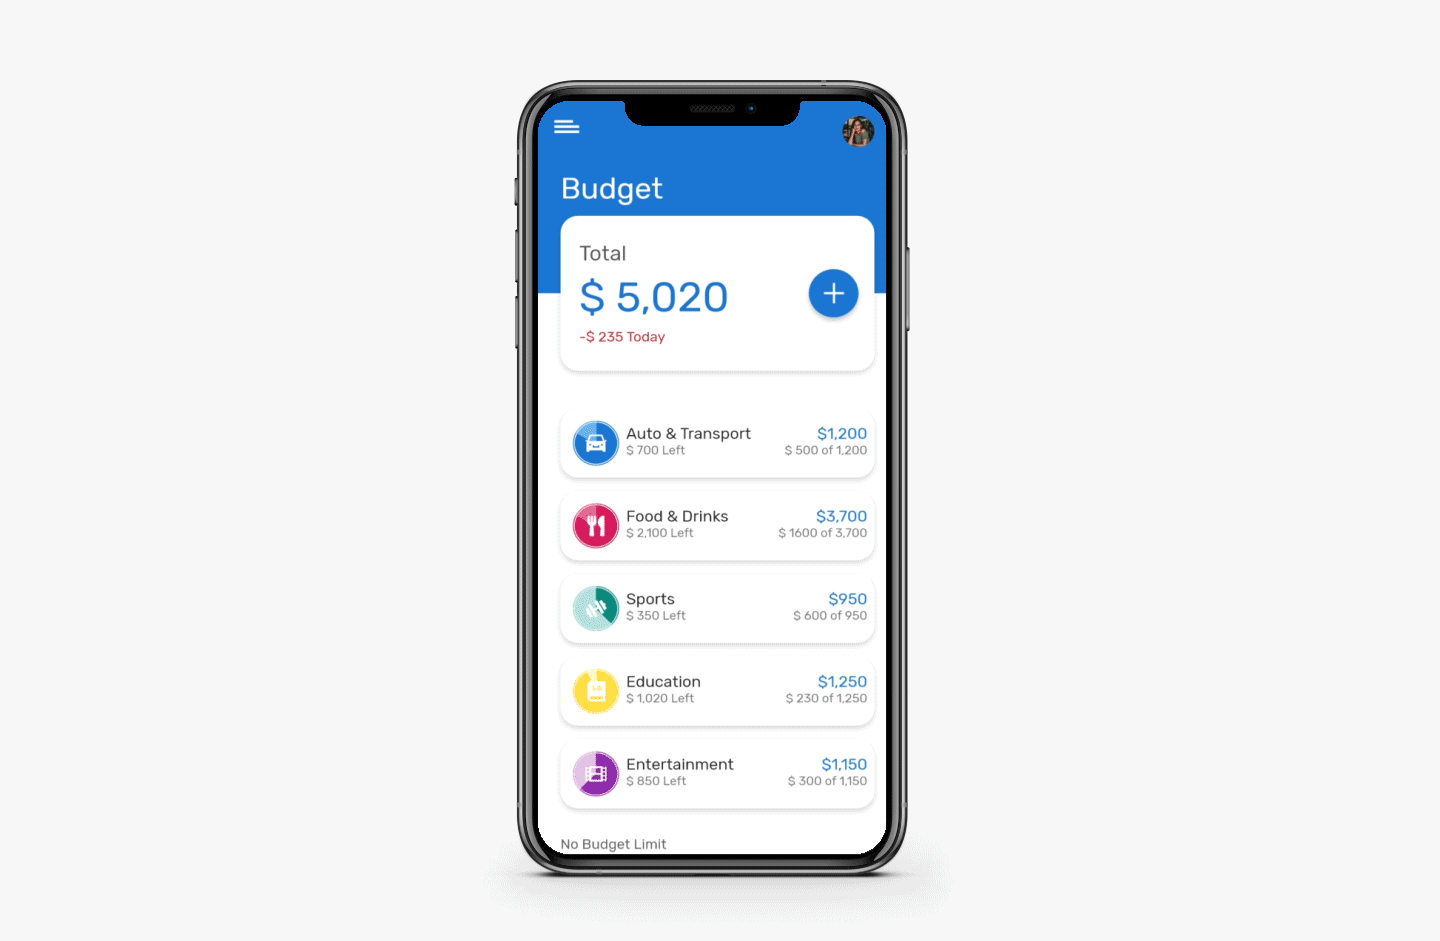 Budget
Total
$ 5,020
-$ 235 Today
Auto & Transport
$1,200
$ 700 Left
$ 500 of 1,200
Food & Drinks
$3,700
$ 2,100 Left
$ 1600 of 3,700
Sports
$950
$ 350 Left
$ 600 of 950
Education
$1,250
$ 1,020 Left
$ 230 of 1,250
Entertainment
$1,150
$ 850 Left
$ 300 of 1,150
No Budget Limit